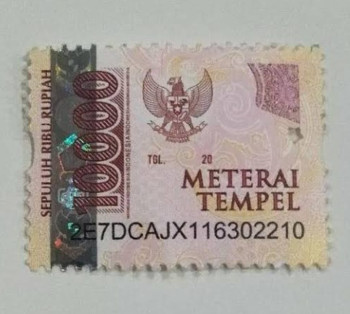 SEPULUH RIBU RUPIAH
10000
TGL. 20
METERAI
TEMPEL
2E7DCAJX116302210